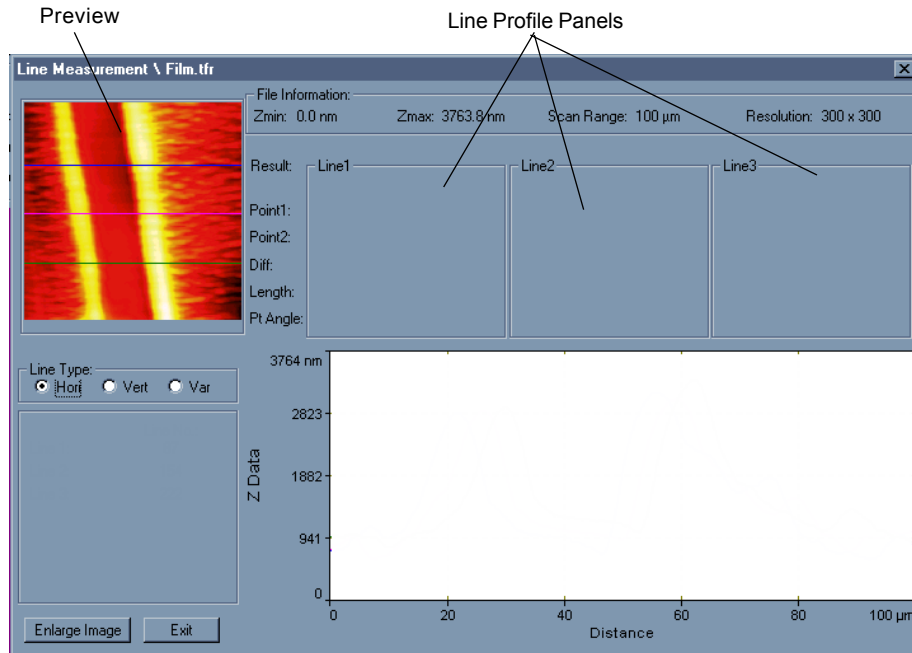 Preview
Line Profile Panels
Line Measurement \ Film.tfr
File Information:
Zmin: 0.0 nm Zmax: 3763.8 nm Scan Range: 100 µm Resolution: 300 x 300
Result: Line1 Line2 Line3
Point1:
Point2:
Diff:
Length:
Pt Angle:
Line Type:
Hori Vert Var
3764 nm
2823
1882
941
0
Z Data
0 20 40 60 80 100 µm
Distance
Enlarge Image Exit